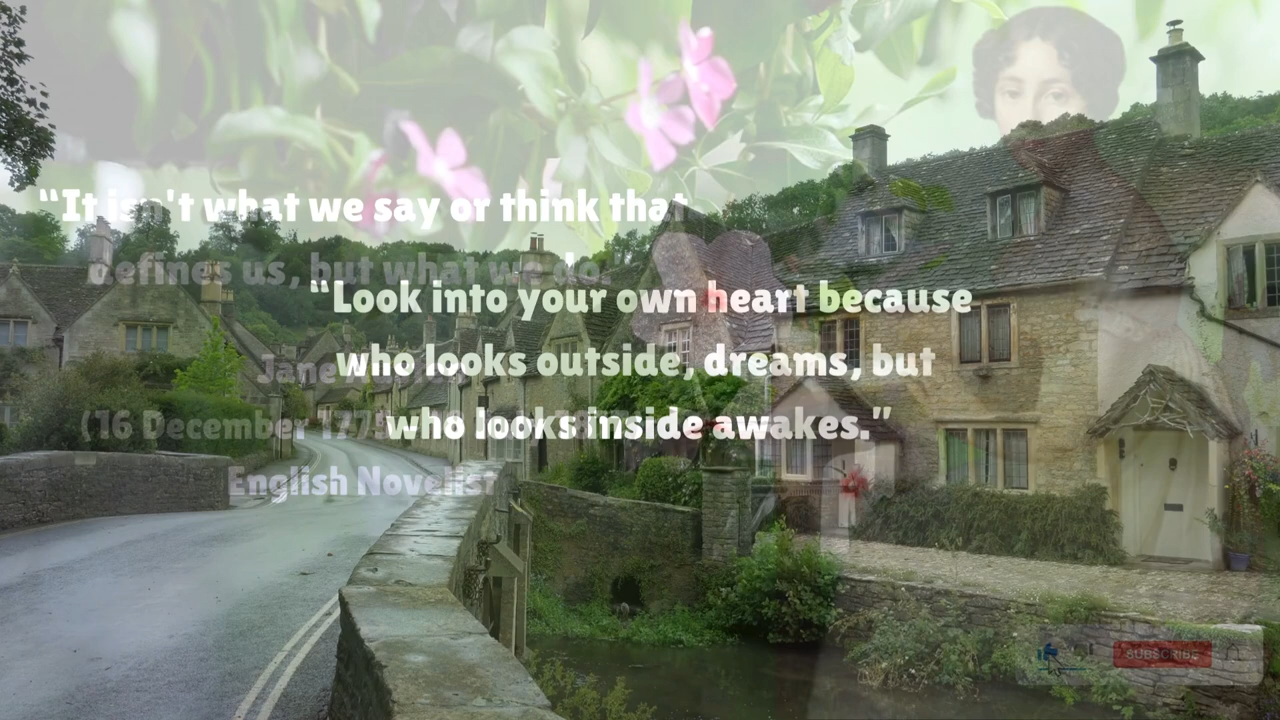 “It isn't what we say or think that
defines us, but what we do.
“Look into your own heart because
who looks outside, dreams, but
who looks inside awakes.”
Jane
(16 December 1775
English Novelist
SUBSCRIBE